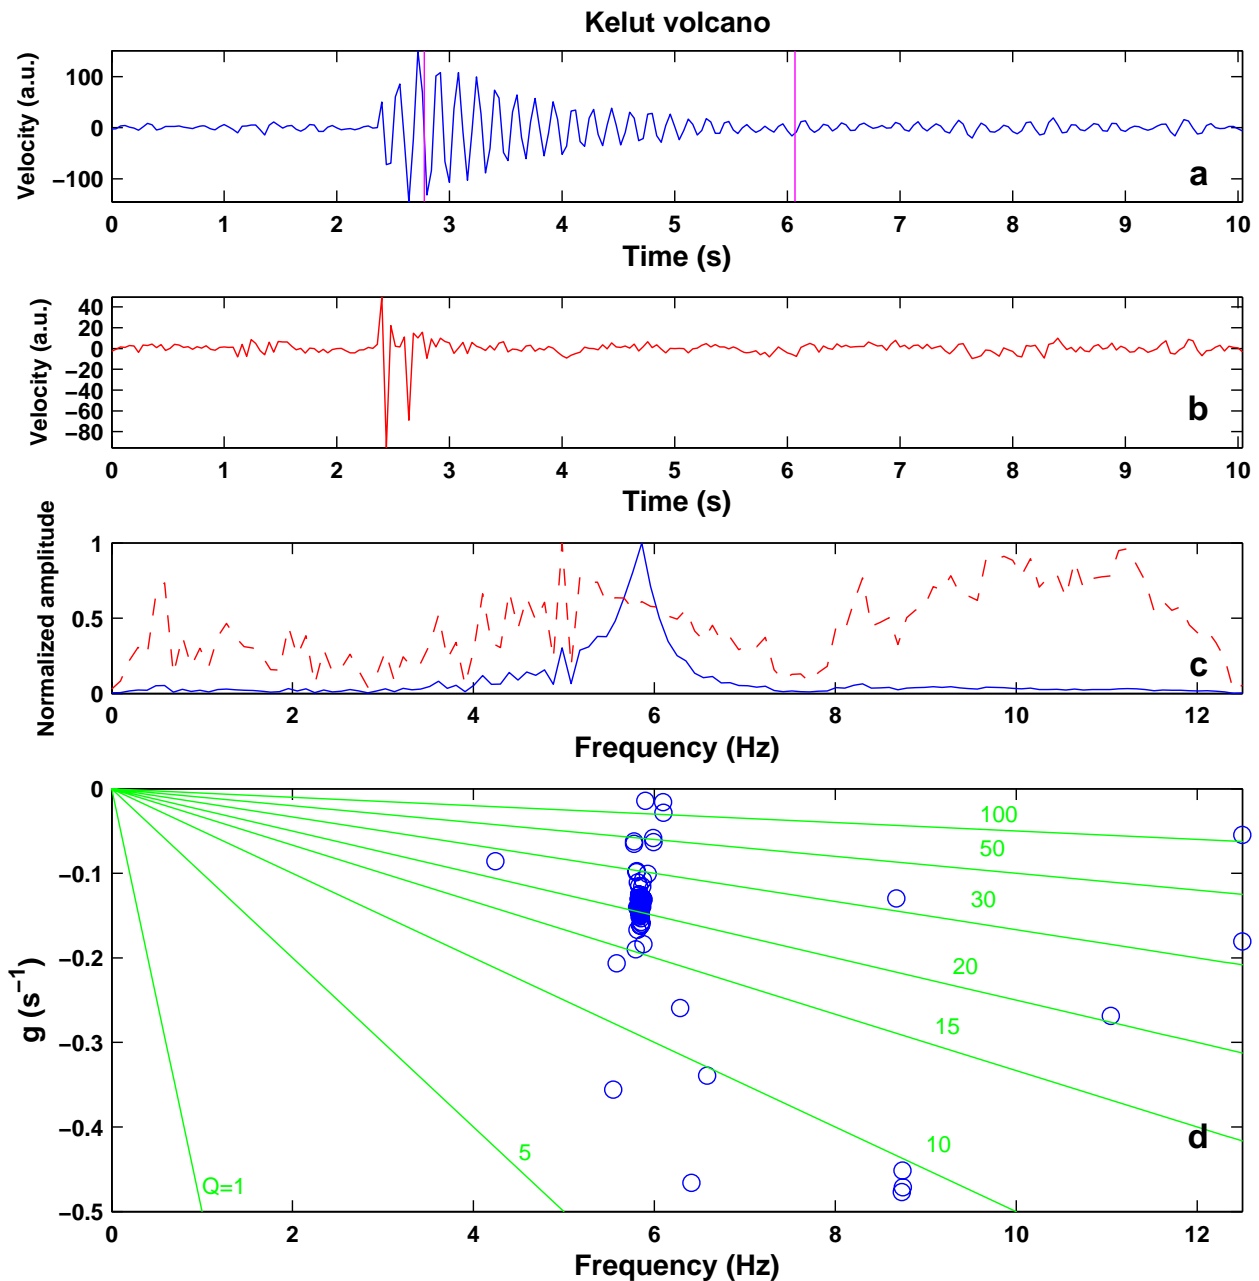 Kelut volcano
Velocity (a.u.)
100
0
−100
a
0 1 2 3 4 5 6 7 8 9 10
Time (s)
Velocity (a.u.)
40
20
0
−20
−40
−60
−80
b
0 1 2 3 4 5 6 7 8 9 10
Time (s)
Normalized amplitude
1
0.5
0
c
0 2 4 6 8 10 12
Frequency (Hz)
g (s−1)
0
−0.1
−0.2
−0.3
−0.4
−0.5
100
50
30
20
15
10
5
Q=1
d
0 2 4 6 8 10 12
Frequency (Hz)